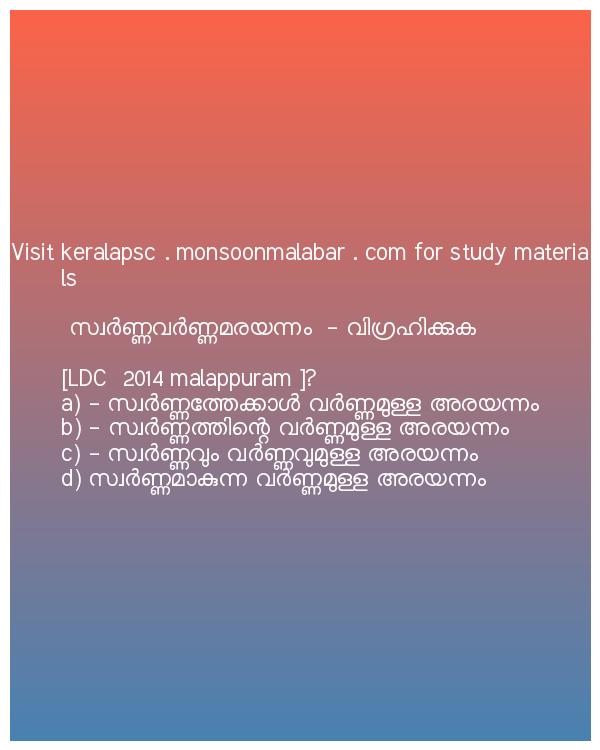 Visit keralapsc . monsoonmalabar . com for study materia
ls
സ്വർണ്ണവർണ്ണമരയന്നം - വിഗ്രഹിക്കുക
[LDC 2014 malappuram ]?
a) - സ്വർണ്ണത്തേക്കാൾ വർണ്ണമുള്ള അരയന്നം
b) - സ്വർണ്ണത്തിന്റെ വർണ്ണമുള്ള അരയന്നം
c) - സ്വർണ്ണവും വർണ്ണവുമുള്ള അരയന്നം
d) സ്വർണ്ണമാകുന്ന വർണ്ണമുള്ള അരയന്നം